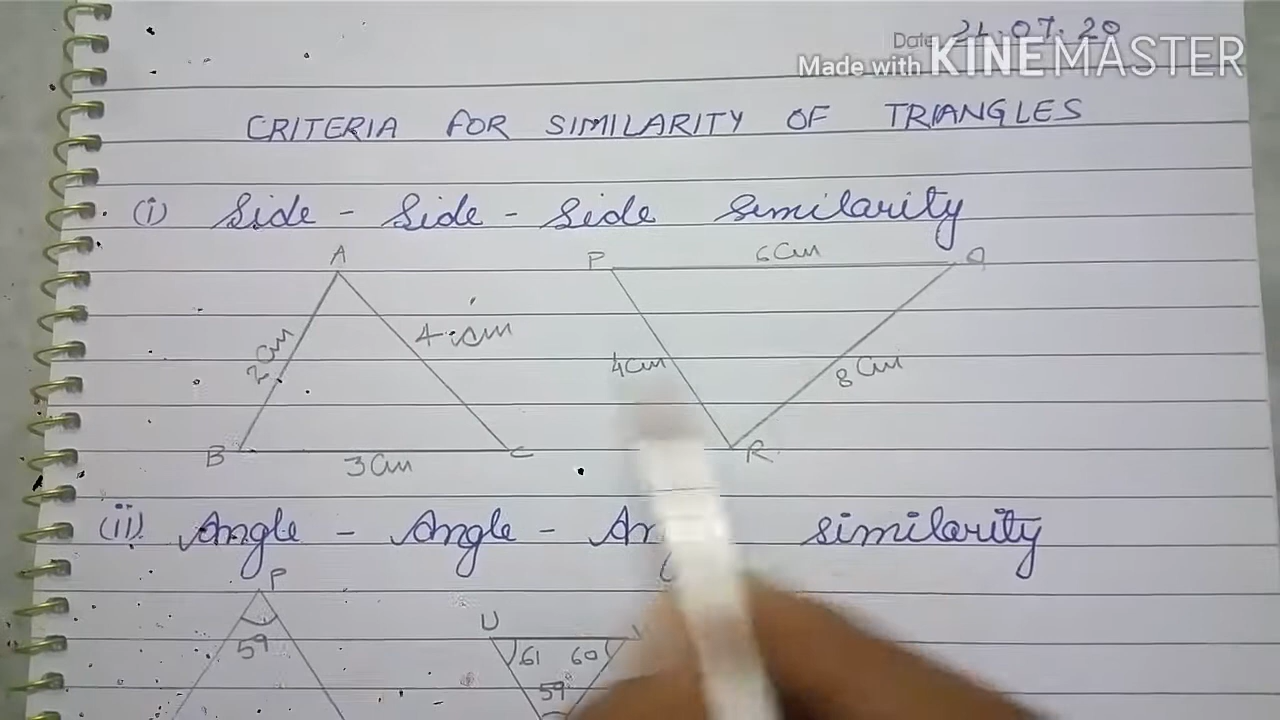 Date 21.07.20
Made with KINEMASTER
CRITERIA FOR SIMILARITY OF TRIANGLES
(i) Side - Side - Side Similarity
A P 6cm Q
2cm 4cm 4cm 8cm
B 3cm C R
(ii) Angle - Angle - similarity
P
U
59 61 60
59